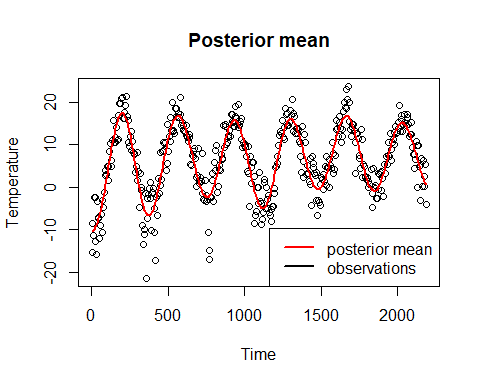 Posterior mean
Temperature
20
10
0
-10
-20
posterior mean
observations
0
500
1000
1500
2000
Time